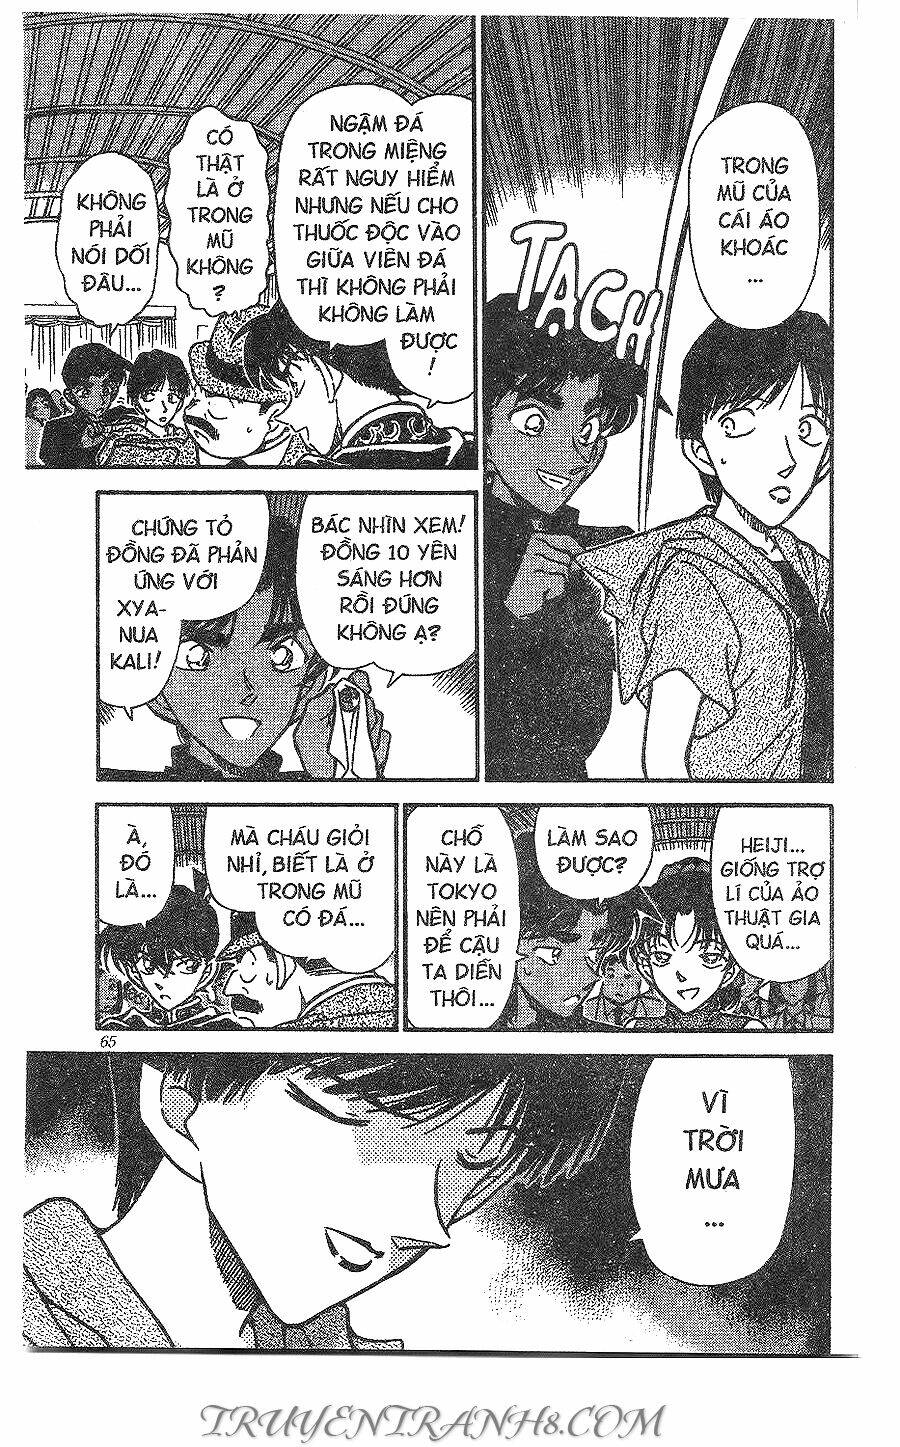 TRONG
MŨ CỦA
CÁI ÁO
KHOÁC
...
TẠCH
NGẬM ĐÁ
TRONG MIỆNG
RẤT NGUY HIỂM
NHƯNG NẾU CHO
THUỐC ĐỘC VÀO
GIỮA VIÊN ĐÁ
THÌ KHÔNG PHẢI
KHÔNG LÀM
ĐƯỢC
!
CÓ
THẬT
LÀ Ở
TRONG
MŨ
KHÔNG
?
KHÔNG
PHẢI
NÓI DỐI
ĐÂU...
BÁC NHÌN XEM!
ĐỒNG 10 YÊN
SÁNG HƠN
RỒI ĐÚNG
KHÔNG Ạ?
CHỨNG TỎ
ĐỒNG ĐÃ PHẢN
ỨNG VỚI
XYA-
NUA
KALI!
HEIJI...
GIỐNG TRỢ
LÍ CỦA ẢO
THUẬT GIA
QUÁ...
LÀM SAO
ĐƯỢC?
CHỖ
NÀY LÀ
TOKYO
NÊN PHẢI
ĐỂ CẬU
TA DIỄN
THÔI...
MÀ CHÁU GIỎI
NHỈ, BIẾT LÀ Ở
TRONG MŨ
CÓ ĐÁ...
À,
ĐÓ
LÀ...
65
VÌ
TRỜI
MƯA
...
TRUYENTRANH8.COM